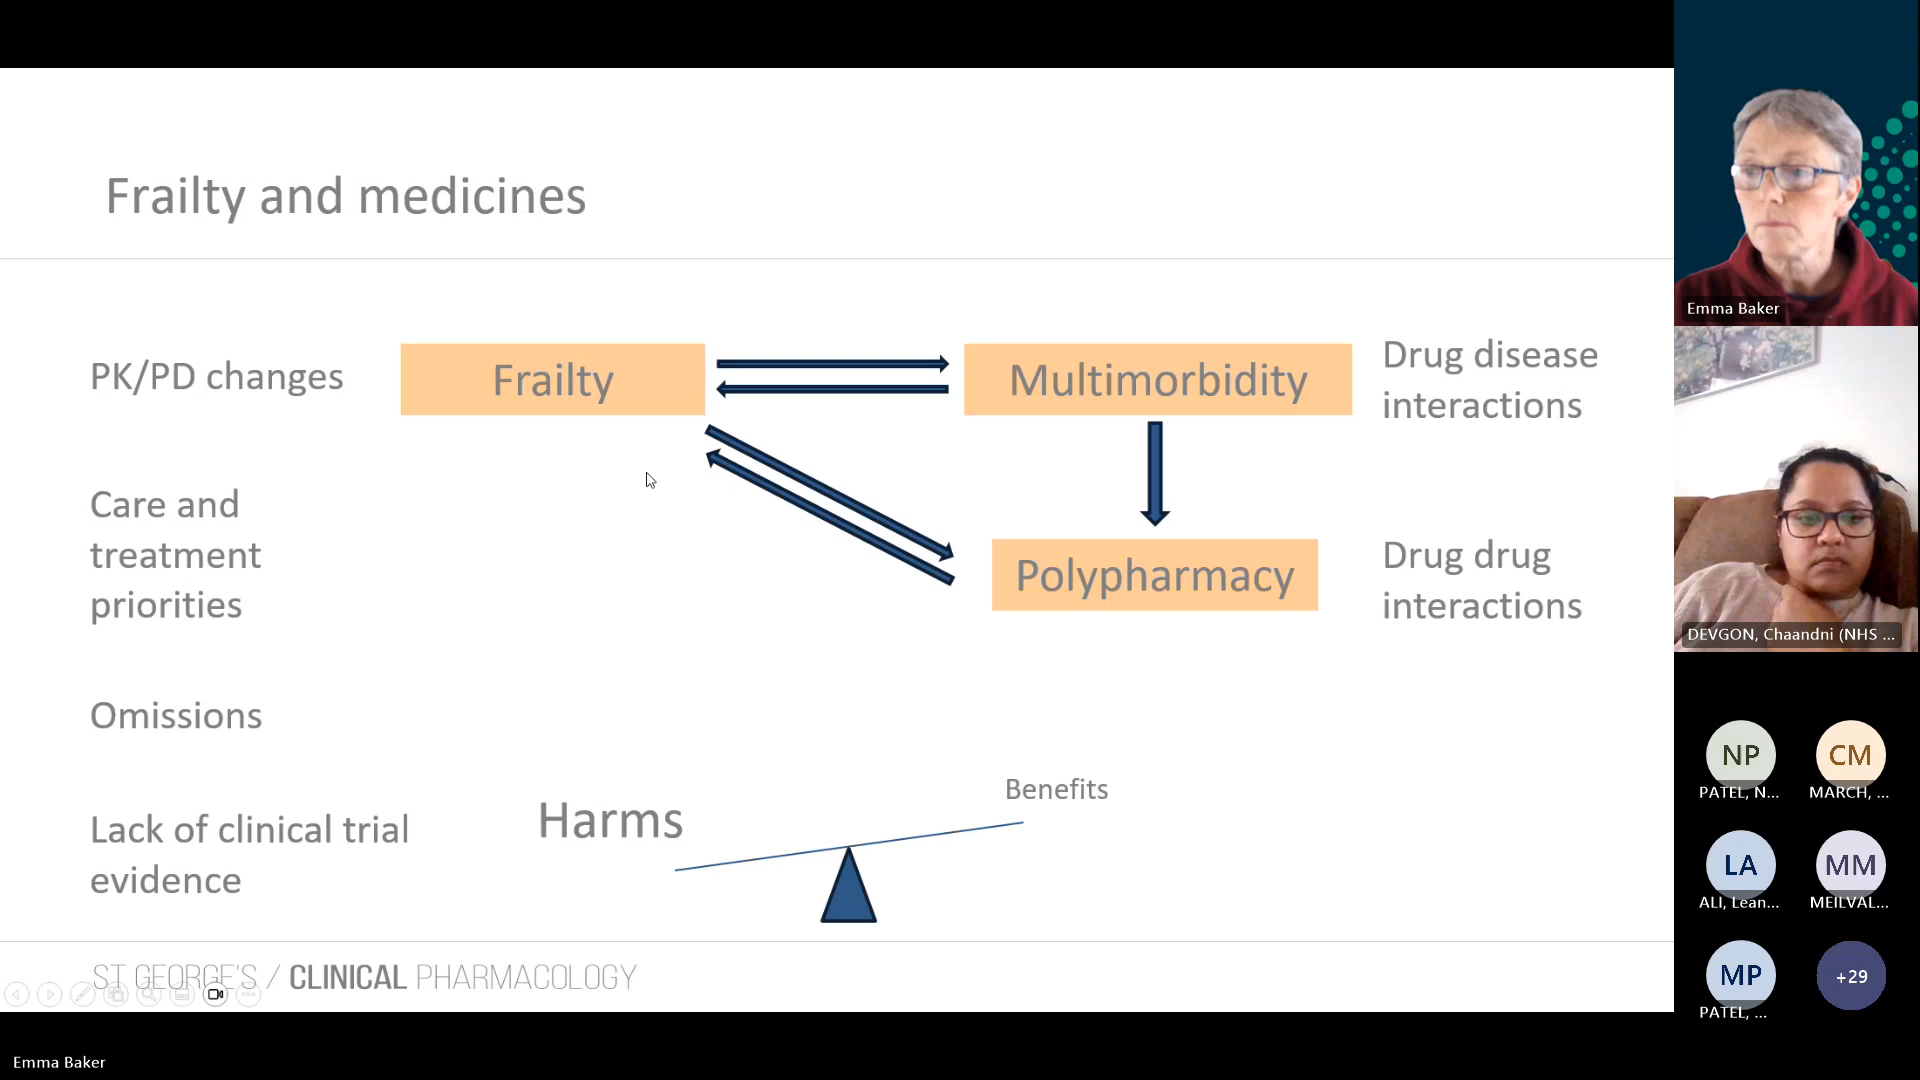 Frailty and medicines
PK/PD changes
Frailty
Multimorbidity
Drug disease
interactions
Care and
treatment
priorities
Polypharmacy
Drug drug
interactions
Omissions
Harms
Benefits
Lack of clinical trial
evidence
ST GEORGE'S / CLINICAL PHARMACOLOGY
Emma Baker
Emma Baker
DEVGON, Chaandni (NHS ...
NP
PATEL, N...
CM
MARCH, ...
LA
ALI, Lean...
MM
MEILVAL...
MP
PATEL, ...
+29